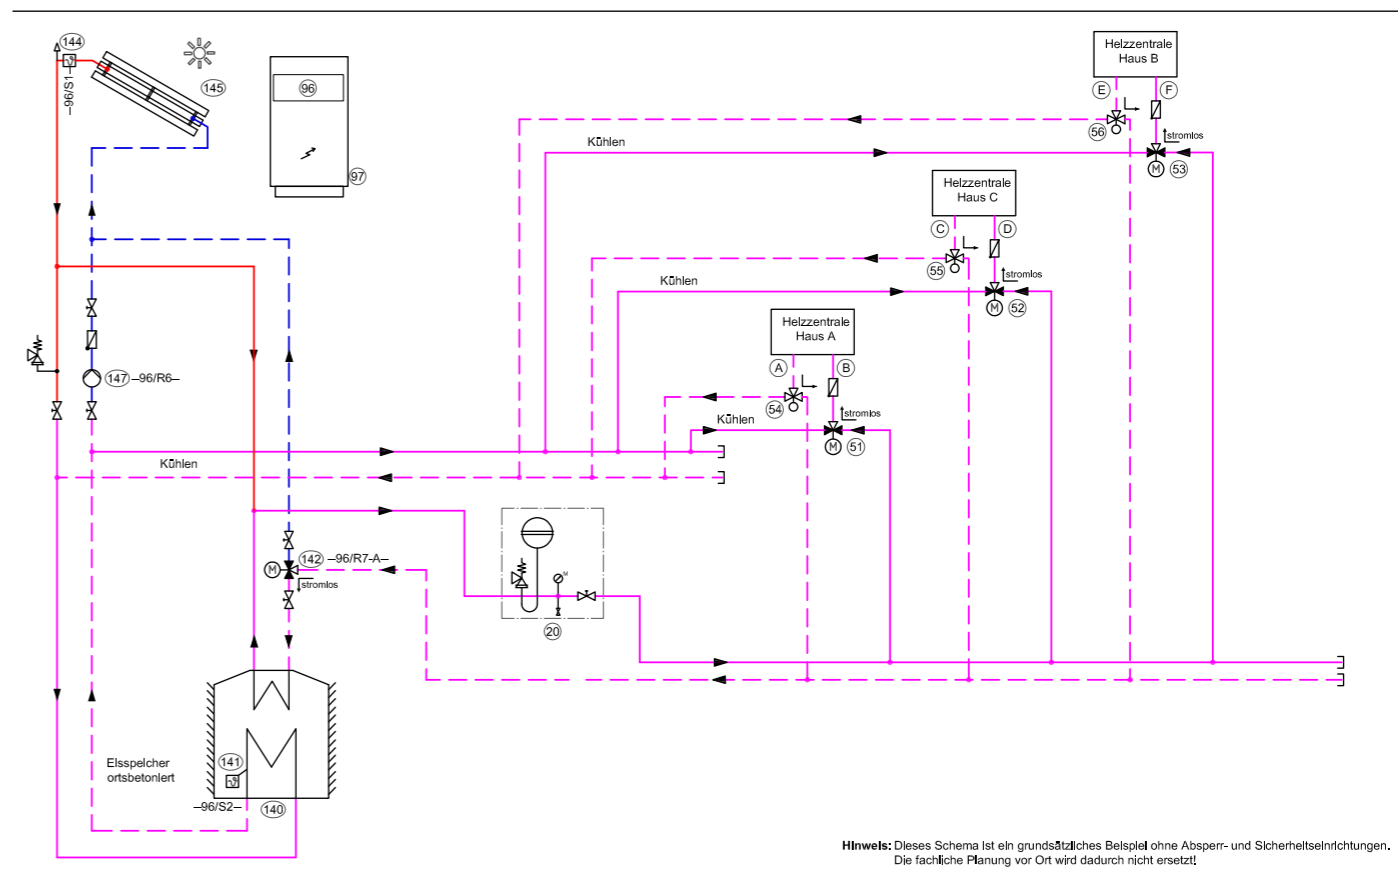 144
—96/S1—
145
96
97
Heizzentrale
Haus B
E
F
56
stromlos
M
53
Kühlen
Heizzentrale
Haus C
C
D
55
stromlos
M
52
Kühlen
Heizzentrale
Haus A
A
B
54
stromlos
M
51
Kühlen
147 —96/R6—
Kühlen
M
142 —96/R7-A—
stromlos
M
20
Eisspeicher
ortsbetoniert
141
—96/S2—
140
Hinweis: Dieses Schema ist ein grundsätzliches Beispiel ohne Absperr- und Sicherheitseinrichtungen.
Die fachliche Planung vor Ort wird dadurch nicht ersetzt!